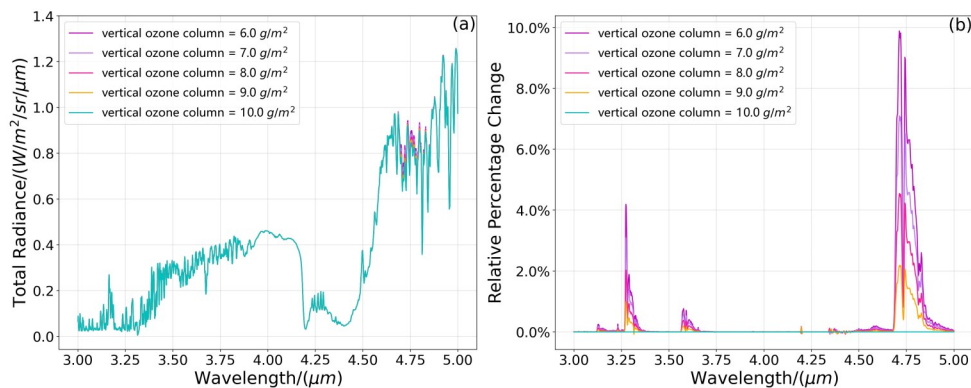 (a)
vertical ozone column = 6.0 g/m²
vertical ozone column = 7.0 g/m²
vertical ozone column = 8.0 g/m²
vertical ozone column = 9.0 g/m²
vertical ozone column = 10.0 g/m²
Total Radiance/(W/m²/sr/μm)
1.4
1.2
1.0
0.8
0.6
0.4
0.2
0.0
3.00 3.25 3.50 3.75 4.00 4.25 4.50 4.75 5.00
Wavelength/(μm)
(b)
vertical ozone column = 6.0 g/m²
vertical ozone column = 7.0 g/m²
vertical ozone column = 8.0 g/m²
vertical ozone column = 9.0 g/m²
vertical ozone column = 10.0 g/m²
Relative Percentage Change
10.0%
8.0%
6.0%
4.0%
2.0%
0.0%
3.00 3.25 3.50 3.75 4.00 4.25 4.50 4.75 5.00
Wavelength/(μm)